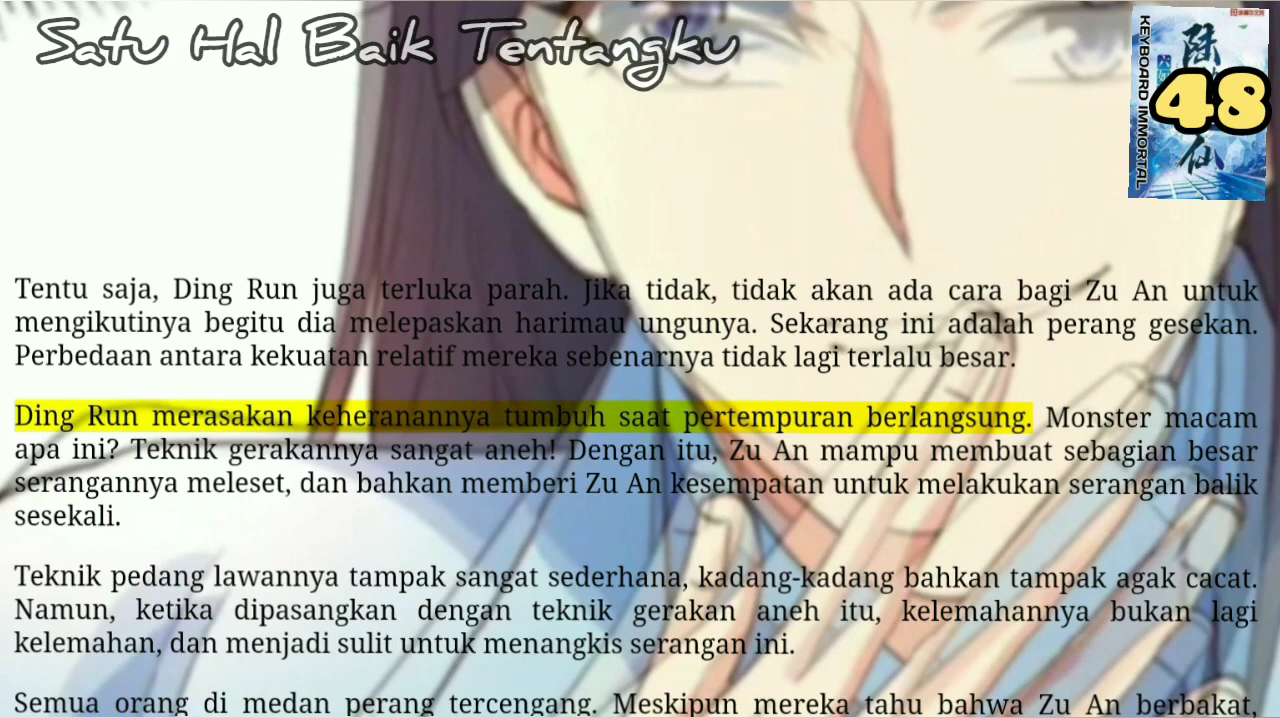 Satu Hal Baik Tentangku
KEYBOARD IMMORTAL
48
仙
Tentu saja, Ding Run juga terluka parah. Jika tidak, tidak akan ada cara bagi Zu An untuk
mengikutinya begitu dia melepaskan harimau ungunya. Sekarang ini adalah perang gesekan.
Perbedaan antara kekuatan relatif mereka sebenarnya tidak lagi terlalu besar.
Ding Run merasakan keheranannya tumbuh saat pertempuran berlangsung. Monster macam
apa ini? Teknik gerakannya sangat aneh! Dengan itu, Zu An mampu membuat sebagian besar
serangannya meleset, dan bahkan memberi Zu An kesempatan untuk melakukan serangan balik
sesekali.
Teknik pedang lawannya tampak sangat sederhana, kadang-kadang bahkan tampak agak cacat.
Namun, ketika dipasangkan dengan teknik gerakan aneh itu, kelemahannya bukan lagi
kelemahan, dan menjadi sulit untuk menangkis serangan ini.
Semua orang di medan perang tercengang. Meskipun mereka tahu bahwa Zu An berbakat,